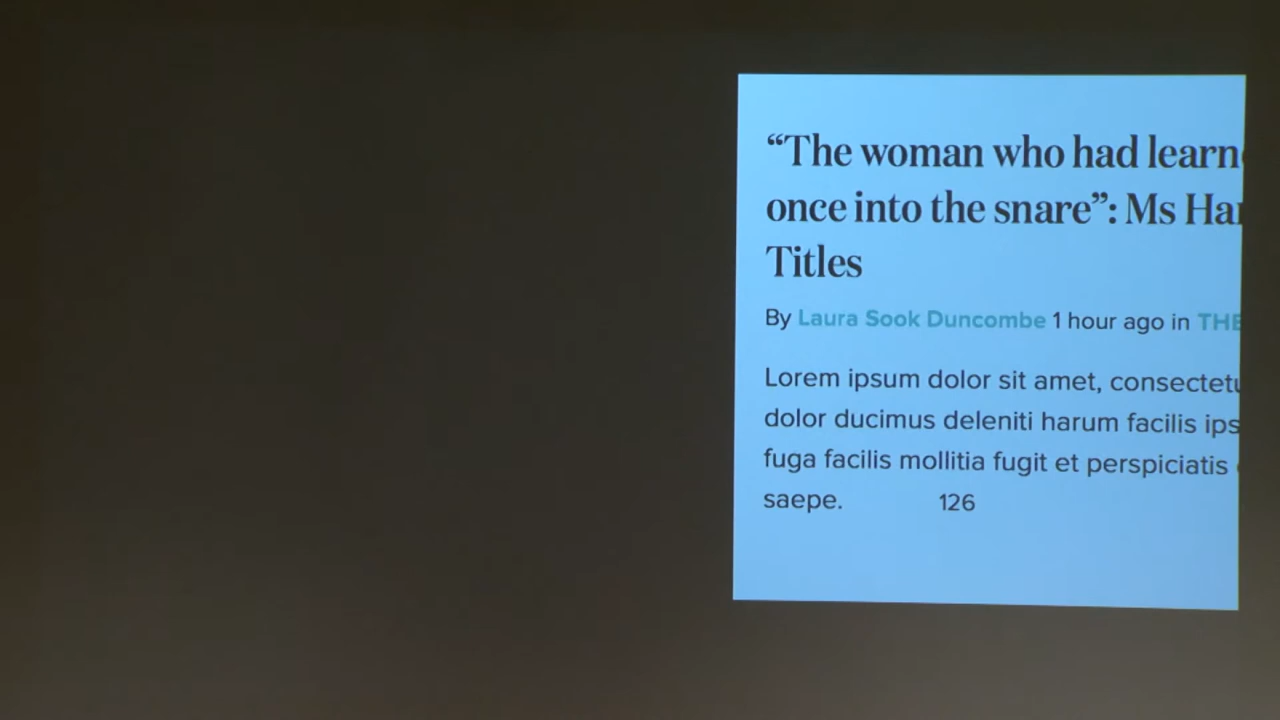 “The woman who had learn
once into the snare”: Ms Har
Titles
By Laura Sook Duncombe 1 hour ago in THE
Lorem ipsum dolor sit amet, consectetu
dolor ducimus deleniti harum facilis ips
fuga facilis mollitia fugit et perspiciatis
saepe. 126